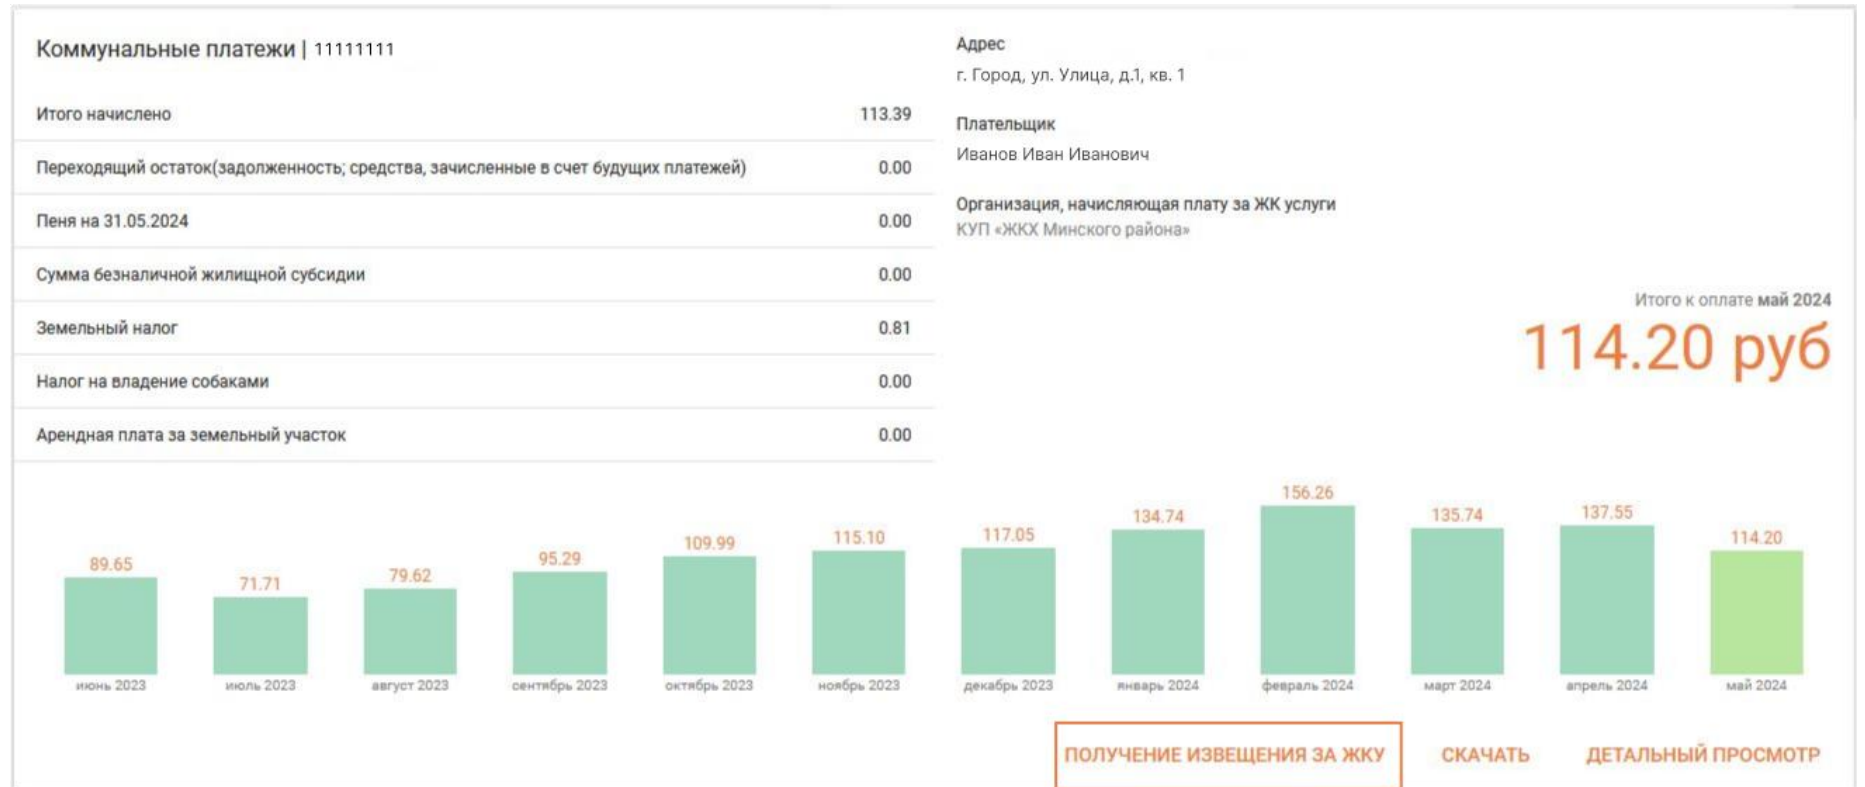 Коммунальные платежи | 11111111
Итого начислено 113.39
Переходящий остаток(задолженность; средства, зачисленные в счет будущих платежей) 0.00
Пеня на 31.05.2024 0.00
Сумма безналичной жилищной субсидии 0.00
Земельный налог 0.81
Налог на владение собаками 0.00
Арендная плата за земельный участок 0.00
Адрес
г. Город, ул. Улица, д.1, кв. 1
Плательщик
Иванов Иван Иванович
Организация, начисляющая плату за ЖК услуги
КУП «ЖКХ Минского района»
Итого к оплате май 2024
114.20 руб
89.65 71.71 79.62 95.29 109.99 115.10 117.05 134.74 156.26 135.74 137.55 114.20
июнь 2023 июль 2023 август 2023 сентябрь 2023 октябрь 2023 ноябрь 2023 декабрь 2023 январь 2024 февраль 2024 март 2024 апрель 2024 май 2024
ПОЛУЧЕНИЕ ИЗВЕЩЕНИЯ ЗА ЖКУ СКАЧАТЬ ДЕТАЛЬНЫЙ ПРОСМОТР